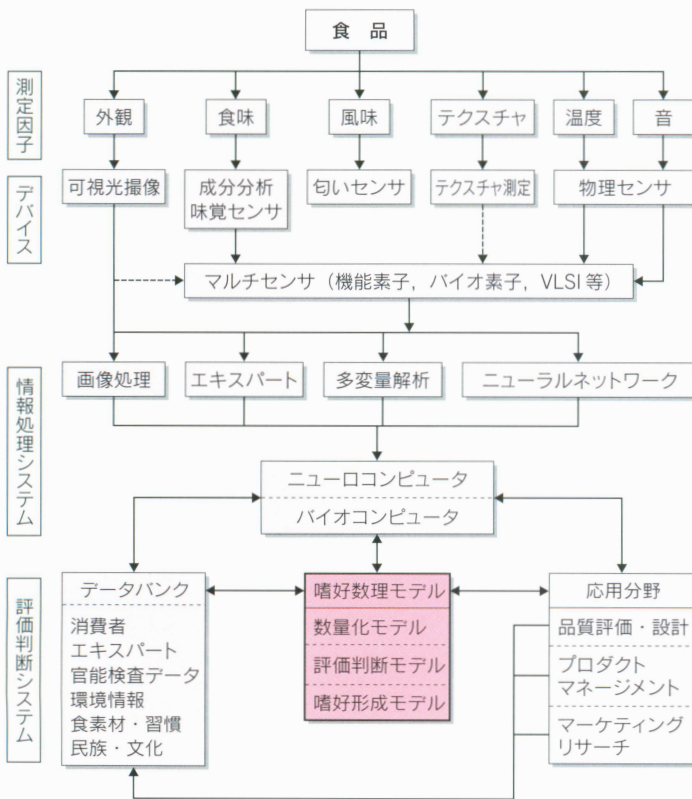 食品
測定因子
外観
食味
風味
テクスチャ
温度
音
デバイス
可視光撮像
成分分析
味覚センサ
匂いセンサ
テクスチャ測定
物理センサ
マルチセンサ（機能素子，バイオ素子，VLSI 等）
情報処理システム
画像処理
エキスパート
多変量解析
ニューラルネットワーク
ニューロコンピュータ
バイオコンピュータ
評価判断システム
データバンク
消費者
エキスパート
官能検査データ
環境情報
食素材・習慣
民族・文化
嗜好数理モデル
数量化モデル
評価判断モデル
嗜好形成モデル
応用分野
品質評価・設計
プロダクト
マネージメント
マーケティング
リサーチ